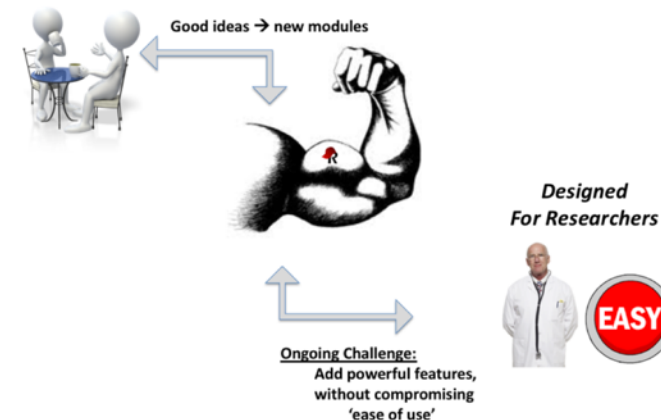 Good ideas → new modules
R
Designed
For Researchers
EASY
Ongoing Challenge:
Add powerful features,
without compromising
‘ease of use’